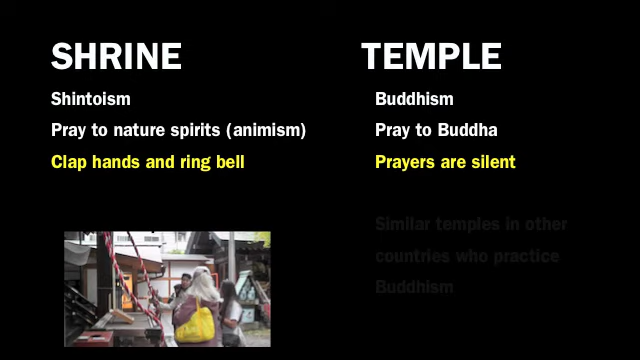 SHRINE
Shintoism
Pray to nature spirits (animism)
Clap hands and ring bell
TEMPLE
Buddhism
Pray to Buddha
Prayers are silent
Similar temples in other
countries who practice
Buddhism